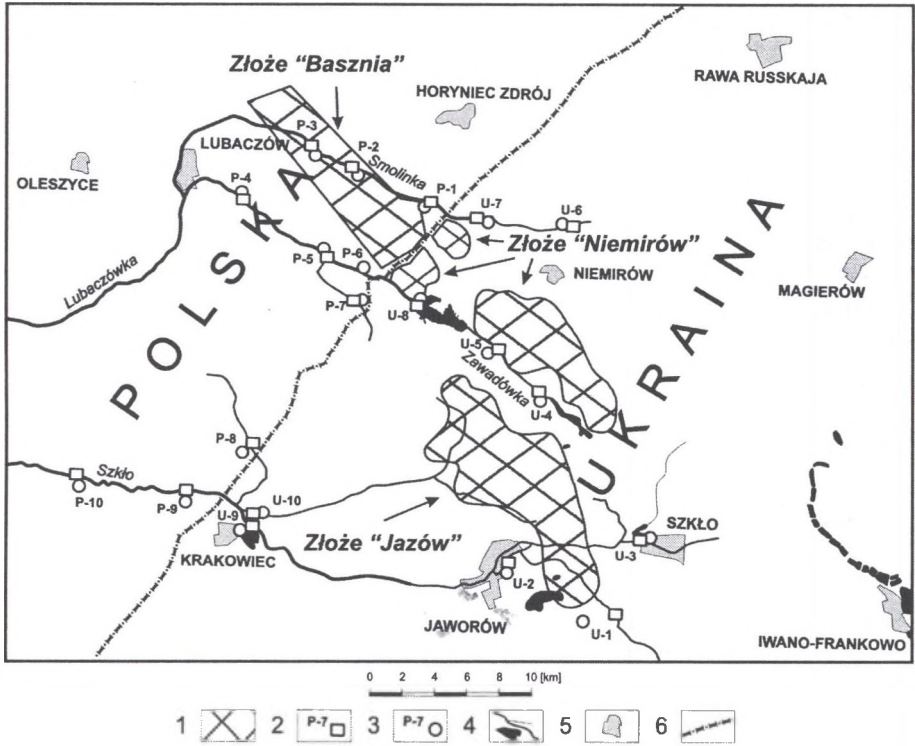 RAWA RUSSKAJA
Złoże “Basznia”
HORYNIEC ZDRÓJ
P-3
LUBACZÓW
P-2
OLESZYCE
P-4
Smolinka
P-1
U-7
U-6
Złoże “Niemirów”
P-5
P-6
NIEMIRÓW
MAGIERÓW
Lubaczówka
P-7
U-8
POLSKA
U-5
Zawadówka
U-4
UKRAINA
P-8
Szkło
P-10
P-9
U-10
U-9
SZKŁO
KRAKOWIEC
Złoże “Jazów”
U-3
U-2
JAWORÓW
U-1
IWANO-FRANKOWO
0 2 4 6 8 10 [km]
1 2 P-7 3 P-7 4 5 6